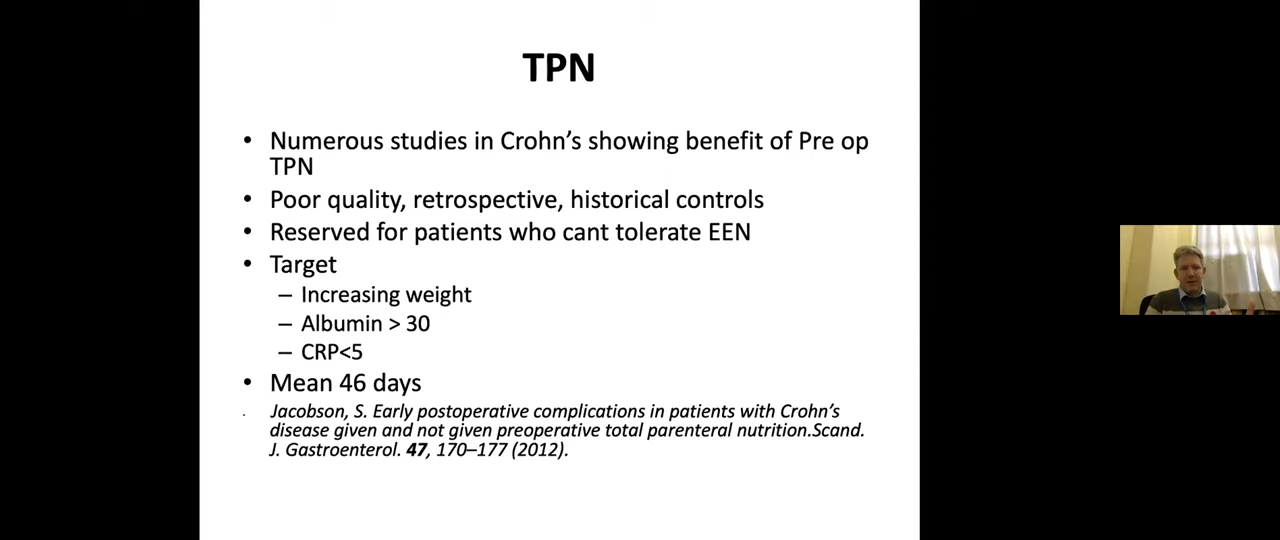 TPN
• Numerous studies in Crohn's showing benefit of Pre op
TPN
• Poor quality, retrospective, historical controls
• Reserved for patients who cant tolerate EEN
• Target
– Increasing weight
– Albumin > 30
– CRP<5
• Mean 46 days
• Jacobson, S. Early postoperative complications in patients with Crohn's
disease given and not given preoperative total parenteral nutrition.Scand.
J. Gastroenterol. 47, 170–177 (2012).